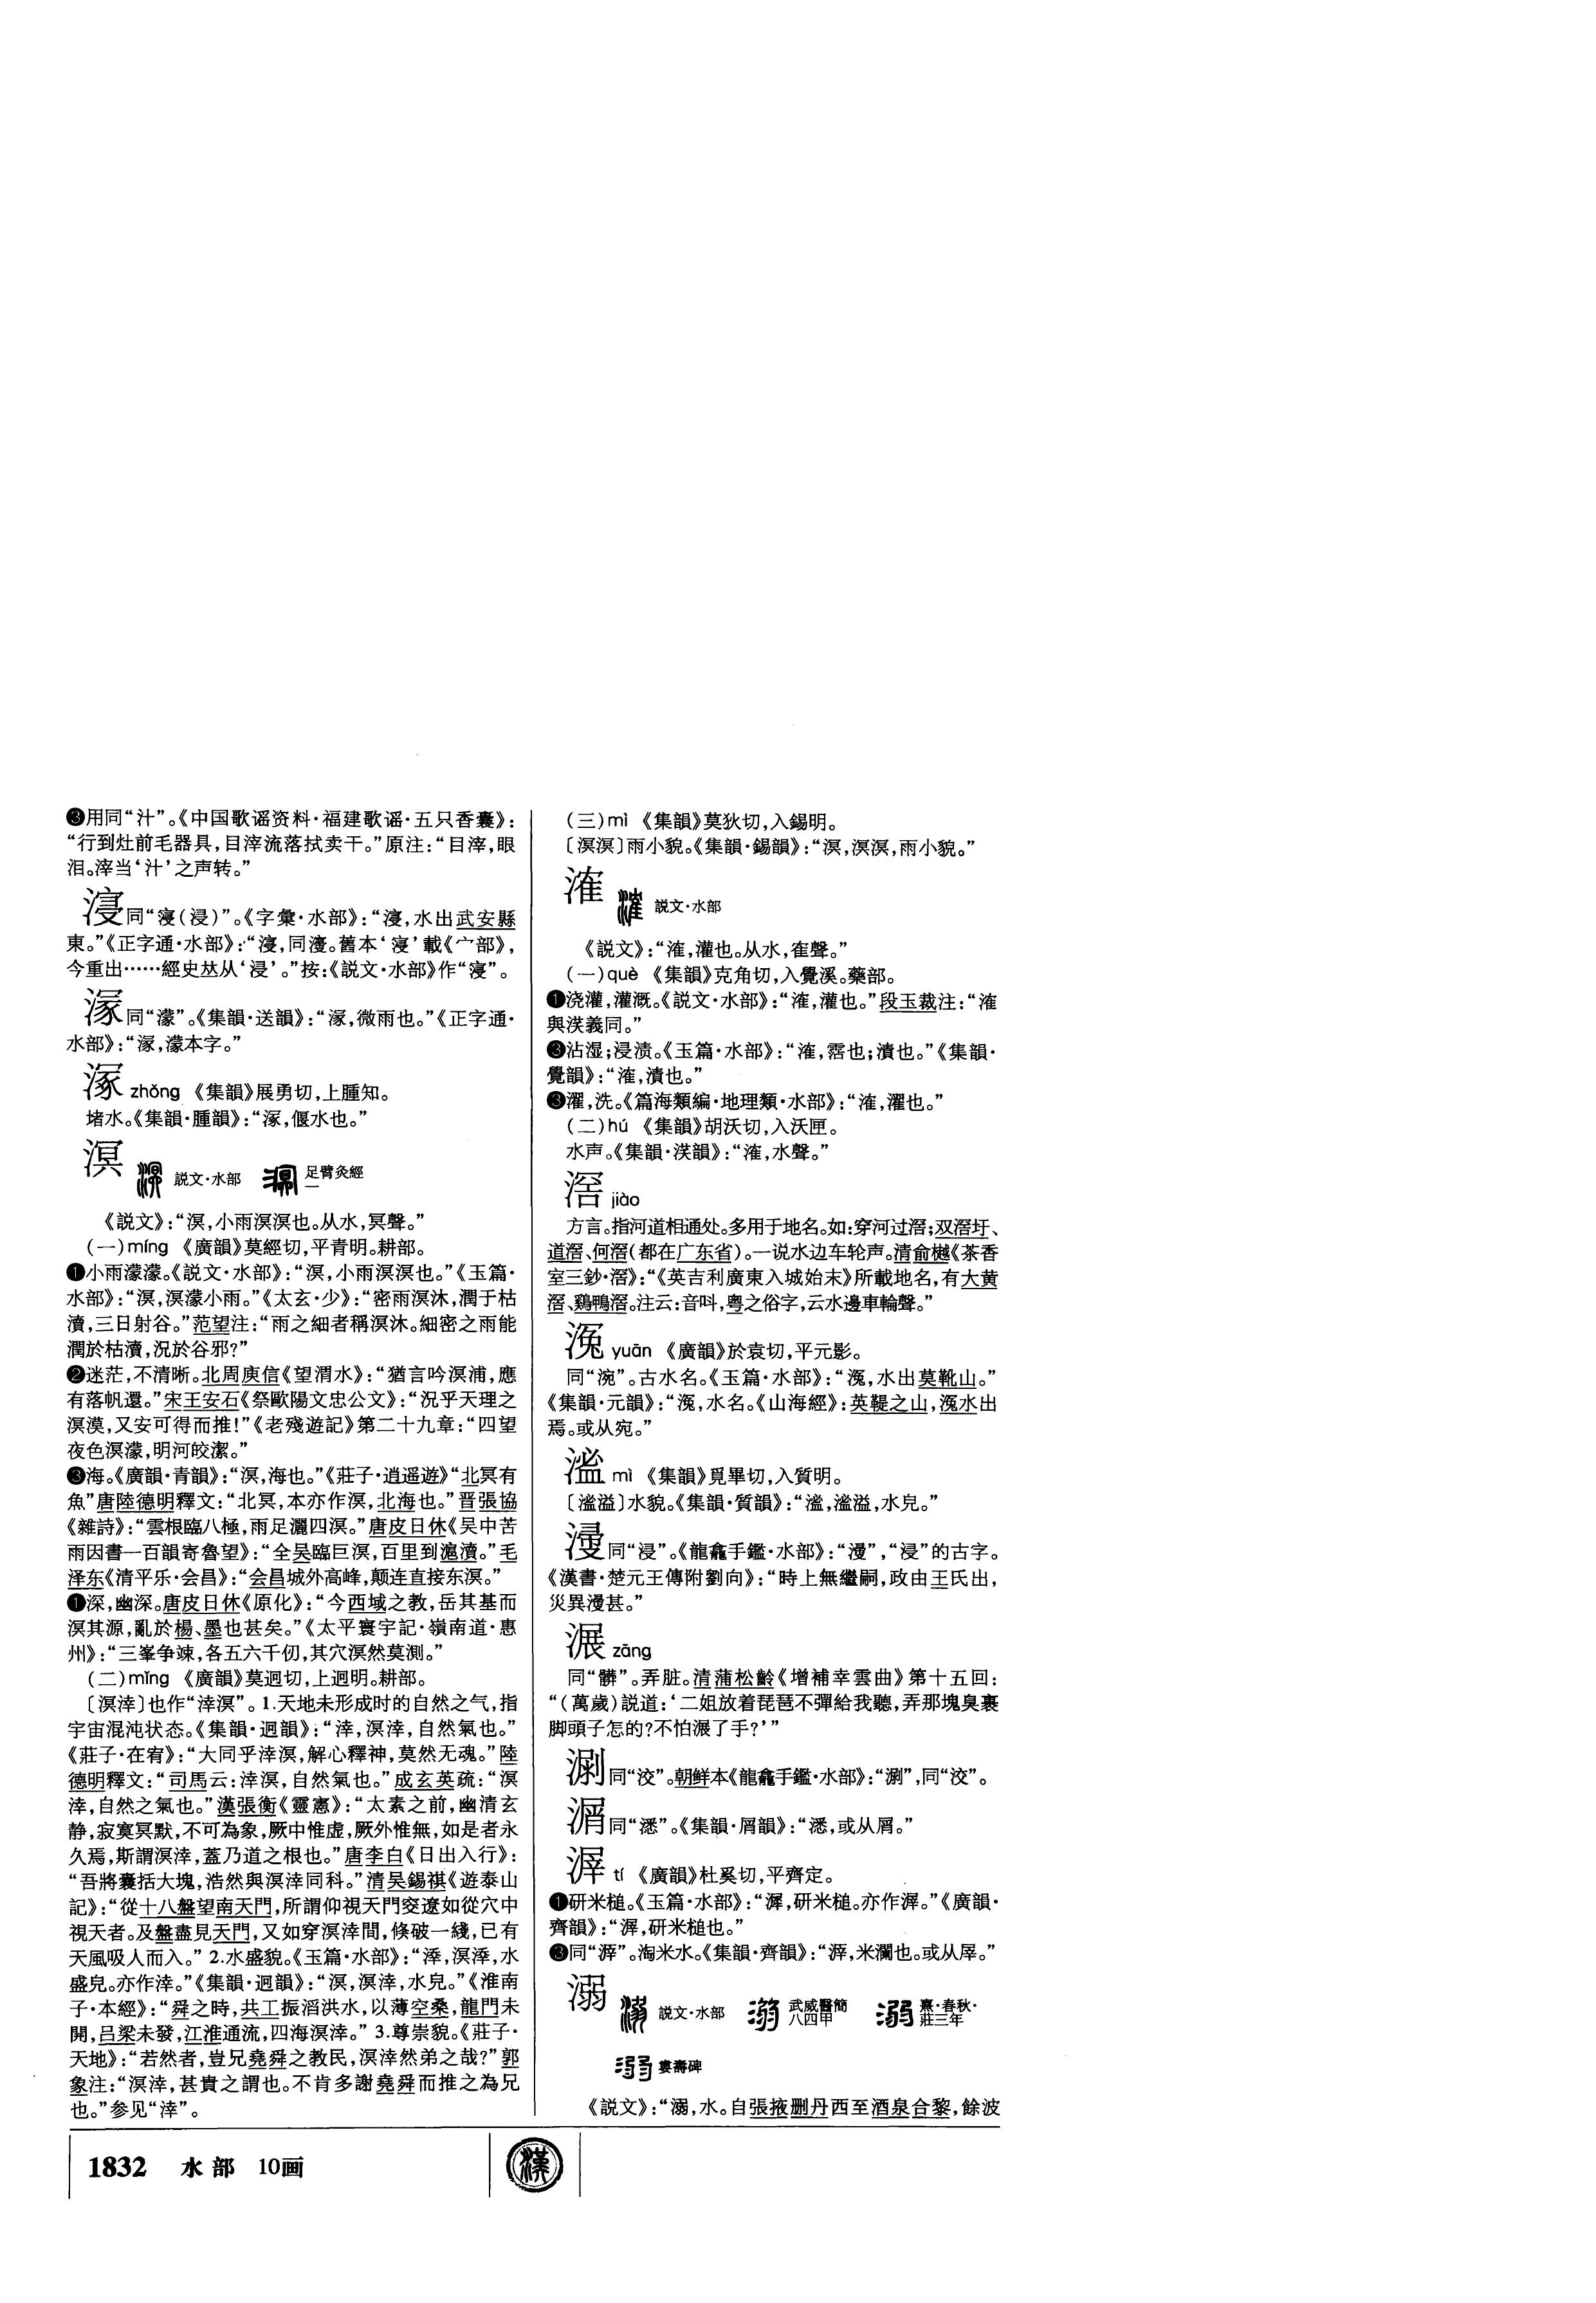 ❸用同“汁”。《中国歌谣资料·福建歌谣·五只香囊》：
“行到灶前毛器具，目滓流落拭卖干。”原注：“目滓，眼
泪。滓当‘汁’之声转。”
同“（浸）”。《字彙·水部》：“，水出武安縣
東。”《正字通·水部》：“，同。舊本‘’載《宀部》，
今重出……經史𠀤从‘浸’。”按：《説文·水部》作“”。
同“濛”。《集韻·送韻》：“，微雨也。”《正字通·
水部》：“，濛本字。”
zhǒng 《集韻》展勇切，上腫知。
堵水。《集韻·腫韻》：“，偃水也。”
溟 説文·水部 足臂灸經一
《説文》：“溟，小雨溟溟也。从水，冥聲。”
（一）míng 《廣韻》莫經切，平青明。耕部。
❶小雨濛濛。《説文·水部》：“溟，小雨溟溟也。”《玉篇·
水部》：“溟，溟濛小雨。”《太玄·少》：“密雨溟沐，潤于枯
瀆，三日射谷。”范望注：“雨之細者稱溟沐。細密之雨能
潤於枯瀆，況於谷邪？”
❷迷茫，不清晰。北周庾信《望渭水》：“猶言吟溟浦，應
有落帆還。”宋王安石《祭歐陽文忠公文》：“況乎天理之
溟漠，又安可得而推！”《老殘遊記》第二十九章：“四望
夜色溟濛，明河皎潔。”
❸海。《廣韻·青韻》：“溟，海也。”《莊子·逍遥遊》“北冥有
魚”唐陸德明釋文：“北冥，本亦作溟，北海也。”晋張協
《雜詩》：“雲根臨八極，雨足灑四溟。”唐皮日休《吴中苦
雨因書一百韻寄魯望》：“全吴臨巨溟，百里到滬瀆。”毛
泽东《清平乐·会昌》：“会昌城外高峰，颠连直接东溟。”
❶深，幽深。唐皮日休《原化》：“今西域之教，岳其基而
溟其源，亂於楊、墨也甚矣。”《太平寰宇記·嶺南道·惠
州》：“三峯争竦，各五六千仞，其穴溟然莫測。”
（二）mǐng 《廣韻》莫迥切，上迥明。耕部。
〔溟涬〕也作“涬溟”。1.天地未形成时的自然之气，指
宇宙混沌状态。《集韻·迥韻》：“涬，溟涬，自然氣也。”
《莊子·在宥》：“大同乎涬溟，解心釋神，莫然无魂。”陸
德明釋文：“司馬云：涬溟，自然氣也。”成玄英疏：“溟
涬，自然之氣也。”漢張衡《靈憲》：“太素之前，幽清玄
静，寂寞冥默，不可為象，厥中惟虚，厥外惟無，如是者永
久焉，斯謂溟涬，蓋乃道之根也。”唐李白《日出入行》：
“吾將囊括大塊，浩然與溟涬同科。”清吴錫祺《遊泰山
記》：“從十八盤望南天門，所謂仰視天門窔遼如從穴中
視天者。及盤盡見天門，又如穿溟涬間，倏破一綫，已有
天風吸人而入。” 2.水盛貌。《玉篇·水部》：“，溟，水
盛皃。亦作涬。”《集韻·迥韻》：“溟，溟涬，水皃。”《淮南
子·本經》：“舜之時，共工振滔洪水，以薄空桑，龍門未
開，吕梁未發，江淮通流，四海溟涬。” 3.尊崇貌。《莊子·
天地》：“若然者，豈兄堯舜之教民，溟涬然弟之哉？”郭
象注：“溟涬，甚貴之謂也。不肯多謝堯舜而推之為兄
也。”参见“涬”。
（三）mì 《集韻》莫狄切，入錫明。
〔溟溟〕雨小貌。《集韻·錫韻》：“溟，溟溟，雨小貌。”
㴶 説文·水部
《説文》：“㴶，灌也。从水，隺聲。”
（一）què 《集韻》克角切，入覺溪。藥部。
❶浇灌，灌溉。《説文·水部》：“㴶，灌也。”段玉裁注：“㴶
與渼義同。”
❸沾湿；浸渍。《玉篇·水部》：“㴶，霑也；漬也。”《集韻·
覺韻》：“㴶，漬也。”
❸濯，洗。《篇海類編·地理類·水部》：“㴶，濯也。”
（二）hú 《集韻》胡沃切，入沃匣。
水声。《集韻·渼韻》：“㴶，水聲。”
滘 jiào
方言。指河道相通处。多用于地名。如：穿河过滘；双滘圩、
道滘、何滘（都在广东省）。一说水边车轮声。清俞樾《茶香
室三鈔·滘》：“《英吉利廣東入城始末》所載地名，有大黄
滘、鷄鴨滘。注云：音呌，粤之俗字，云水邊車輪聲。”
yuān 《廣韻》於袁切，平元影。
同“涴”。古水名。《玉篇·水部》：“，水出莫靴山。”
《集韻·元韻》：“，水名。《山海經》：英鞮之山，水出
焉。或从宛。”
mì 《集韻》覓畢切，入質明。
〔溢〕水貌。《集韻·質韻》：“，溢，水皃。”
同“浸”。《龍龕手鑑·水部》：“”，“浸”的古字。
《漢書·楚元王傳附劉向》：“時上無繼嗣，政由王氏出，
災異甚。”
zāng
同“髒”。弄脏。清蒲松齡《增補幸雲曲》第十五回：
“（萬歲）説道：‘二姐放着琵琶不彈給我聽，弄那塊臭裹
脚頭子怎的？不怕了手？’”
同“洨”。朝鲜本《龍龕手鑑·水部》：“”，同“洨”。
同“”。《集韻·屑韻》：“，或从屑。”
tí 《廣韻》杜奚切，平齊定。
❶研米槌。《玉篇·水部》：“，研米槌。亦作。”《廣韻·
齊韻》：“，研米槌也。”
❸同“”。淘米水。《集韻·齊韻》：“，米瀾也。或从。”
溺 説文·水部 武威醫簡八四甲 熹·春秋·莊三年
婁壽碑
《説文》：“溺，水。自張掖删丹西至酒泉合黎，餘波
1832 水部 10画
漢